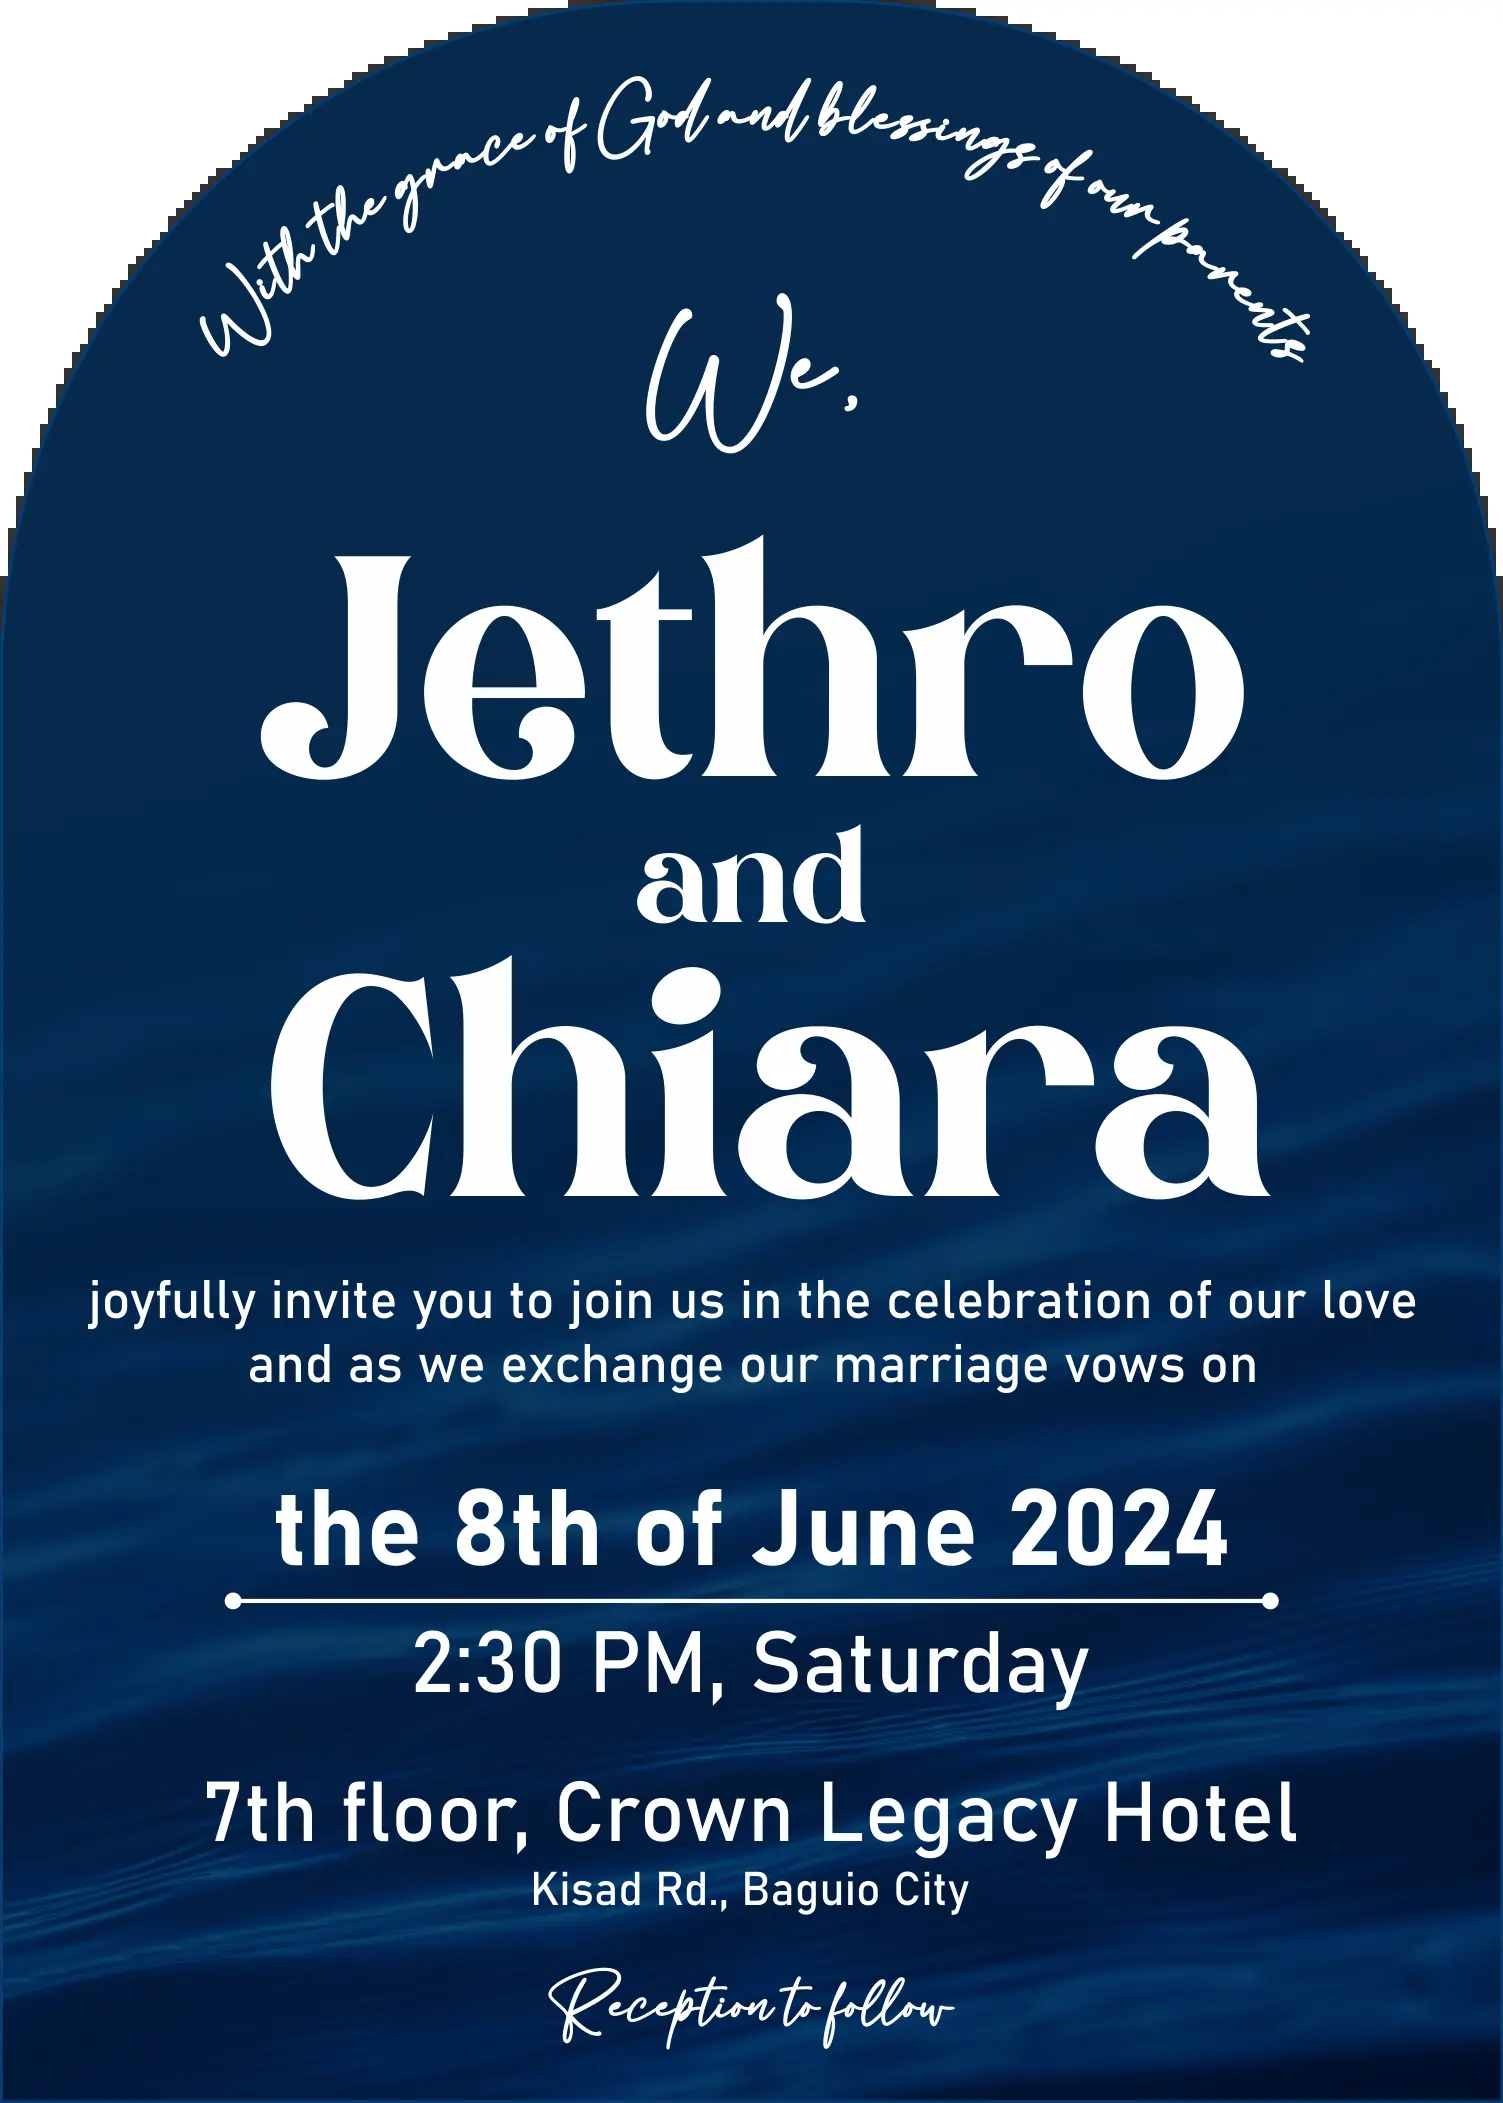 With the grace of God and blessings of our parents
We,
Jethro
and
Chiara
joyfully invite you to join us in the celebration of our love
and as we exchange our marriage vows on
the 8th of June 2024
2:30 PM, Saturday
7th floor, Crown Legacy Hotel
Kisad Rd., Baguio City
Reception to follow